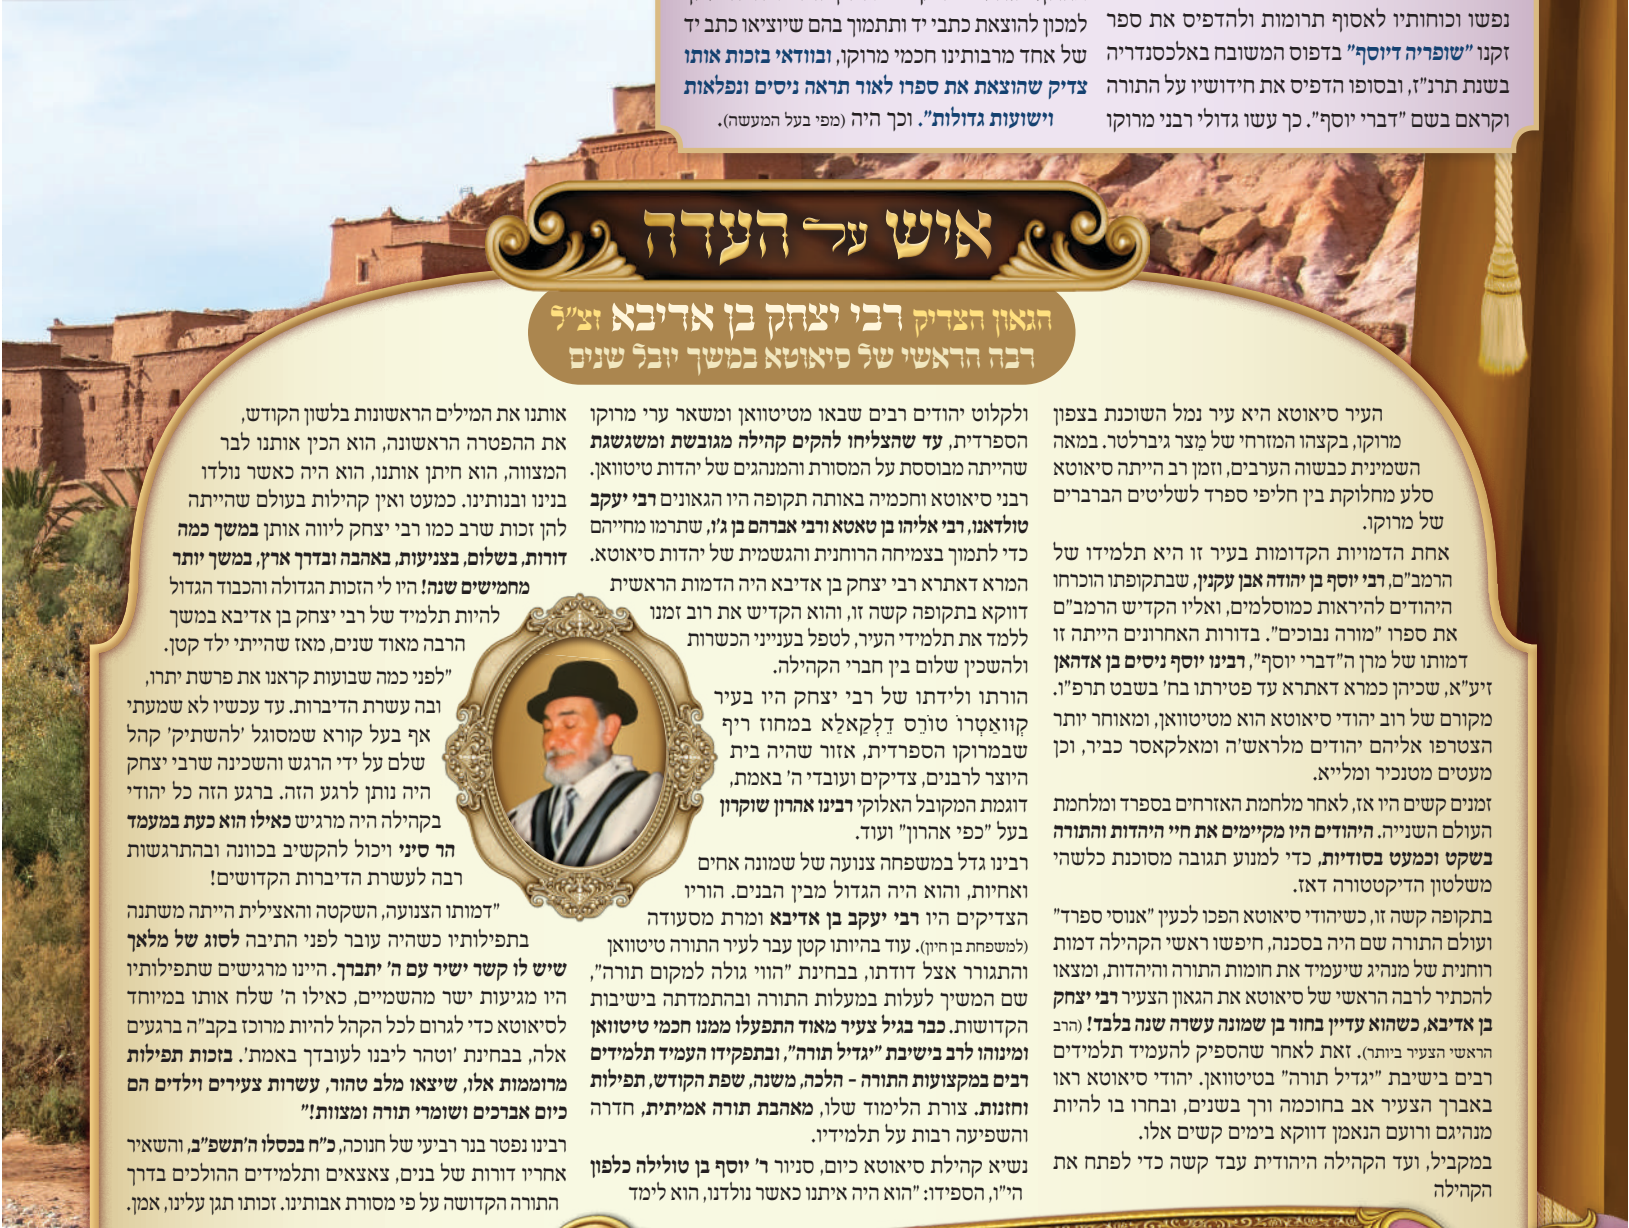 נפשו וכוחותיו לאסוף תרומות ולהדפיס את ספר
זקנו "שופריה דיוסף" בדפוס המשובח באלכסנדריה
בשנת תרנ"ז, ובסופו הדפיס את חידושיו על התורה
וקראם בשם "דברי יוסף". כך עשו גדולי רבני מרוקו
למכון להוצאת כתבי יד ותתמוך בהם שיוציאו כתב יד
של אחד מרבותינו חכמי מרוקו, ובוודאי בזכות אותו
צדיק שהוצאת את ספרו לאור תראה ניסים ונפלאות
וישועות גדולות". וכך היה (מפי בעל המעשה).
איש על העדה
הגאון הצדיק רבי יצחק בן אדיבא זצ"ל
רבה הראשי של סיאוטא במשך יובל שנים
העיר סיאוטא היא עיר נמל השוכנת בצפון
מרוקו, בקצהו המזרחי של מֵצר גיברלטר. במאה
השמינית כבשוה הערבים, וזמן רב הייתה סיאוטא
סלע מחלוקת בין חליפי ספרד לשליטים הברברים
של מרוקו.
אחת הדמויות הקדומות בעיר זו היא תלמידו של
הרמב"ם, רבי יוסף בן יהודה אבן עקנין, שבתקופתו הוכרחו
היהודים להיראות כמוסלמים, ואליו הקדיש הרמב"ם
את ספרו "מורה נבוכים". בדורות האחרונים הייתה זו
דמותו של מרן ה"דברי יוסף", רבינו יוסף ניסים בן אדהאן
זיע"א, שכיהן כמרא דאתרא עד פטירתו בח' בשבט תרפ"ו.
מקורם של רוב יהודי סיאוטא הוא מטיטוואן, ומאוחר יותר
הצטרפו אליהם יהודים מלראש'ה ומאלקאסר כביר, וכן
מעטים מטנכיר ומלייא.
זמנים קשים היו אז, לאחר מלחמת האזרחים בספרד ומלחמת
העולם השנייה. היהודים היו מקיימים את חיי היהדות והתורה
בשקט וכמעט בסודיות, כדי למנוע תגובה מסוכנת כלשהי
משלטון הדיקטטורה דאז.
בתקופה קשה זו, כשיהודי סיאוטא הפכו לכעין "אנוסי ספרד"
ועולם התורה שם היה בסכנה, חיפשו ראשי הקהילה דמות
רוחנית של מנהיג שיעמיד את חומות התורה והיהדות, ומצאו
להכתיר לרבה הראשי של סיאוטא את הגאון הצעיר רבי יצחק
בן אדיבא, כשהוא עדיין בחור בן שמונה עשרה שנה בלבד! (הרב
הראשי הצעיר ביותר). זאת לאחר שהספיק להעמיד תלמידים
רבים בישיבת "יגדיל תורה" בטיטוואן. יהודי סיאוטא ראו
באברך הצעיר אב בחוכמה ורך בשנים, ובחרו בו להיות
מנהיגם ורועם הנאמן דווקא בימים קשים אלו.
במקביל, ועד הקהילה היהודית עבד קשה כדי לפתח את
הקהילה
ולקלוט יהודים רבים שבאו מטיטוואן ומשאר ערי מרוקו
הספרדית, עד שהצליחו להקים קהילה מגובשת ומשגשגת
שהייתה מבוססת על המסורת והמנהגים של יהדות טיטוואן.
רבני סיאוטא וחכמיה באותה תקופה היו הגאונים רבי יעקב
טולדאנו, רבי אליהו בן טאטא ורבי אברהם בן ג'ו, שתרמו מחייהם
כדי לתמוך בצמיחה הרוחנית והגשמית של יהדות סיאוטא.
המרא דאתרא רבי יצחק בן אדיבא היה הדמות הראשית
דווקא בתקופה קשה זו, והוא הקדיש את רוב זמנו
ללמד את תלמידי העיר, לטפל בענייני הכשרות
ולהשכין שלום בין חברי הקהילה.
הורתו ולידתו של רבי יצחק היו בעיר
קְוּוּאַטְרוֹ טוֹרֵס דֵלְקַאלַא במחוז ריף
שבמרוקו הספרדית, אזור שהיה בית
היוצר לרבנים, צדיקים ועובדי ה' באמת,
דוגמת המקובל האלוקי רבינו אהרון שוקרון
בעל "כפי אהרון" ועוד.
רבינו גדל במשפחה צנועה של שמונה אחים
ואחיות, והוא היה הגדול מבין הבנים. הוריו
הצדיקים היו רבי יעקב בן אדיבא ומרת מסעודה
(למשפחת בן חיון). עוד בהיותו קטן עבר לעיר התורה טיטוואן
והתגורר אצל דודתו, בבחינת "הווי גולה למקום תורה",
שם המשיך לעלות במעלות התורה ובהתמדתה בישיבות
הקדושות. כבר בגיל צעיר מאוד התפעלו ממנו חכמי טיטוואן
ומינוהו לרב בישיבת "יגדיל תורה", ובתפקידו העמיד תלמידים
רבים במקצועות התורה – הלכה, משנה, שפת הקודש, תפילות
וחזנות. צורת הלימוד שלו, מאהבת תורה אמיתית, חדרה
והשפיעה רבות על תלמידיו.
נשיא קהילת סיאוטא כיום, סניור ר' יוסף בן טולילה כלפון
הי"ו, הספידו: "הוא היה איתנו כאשר נולדנו, הוא לימד
אותנו את המילים הראשונות בלשון הקודש,
את ההפטרה הראשונה, הוא הכין אותנו לבר
המצווה, הוא חיתן אותנו, הוא היה כאשר נולדו
בנינו ובנותינו. כמעט ואין קהילות בעולם שהייתה
להן זכות שרב כמו רבי יצחק ליווה אותן במשך כמה
דורות, בשלום, בצניעות, באהבה ובדרך ארץ, במשך יותר
מחמישים שנה! היו לי הזכות הגדולה והכבוד הגדול
להיות תלמיד של רבי יצחק בן אדיבא במשך
הרבה מאוד שנים, מאז שהייתי ילד קטן.
"לפני כמה שבועות קראנו את פרשת יתרו,
ובה עשרת הדיברות. עד עכשיו לא שמעתי
אף בעל קורא שמסוגל 'להשתיק' קהל
שלם על ידי הרגש והשכינה שרבי יצחק
היה נותן לרגע הזה. ברגע הזה כל יהודי
בקהילה היה מרגיש כאילו הוא כעת במעמד
הר סיני ויכול להקשיב בכוונה ובהתרגשות
רבה לעשרת הדיברות הקדושים!
"דמותו הצנועה, השקטה והאצילית הייתה משתנה
בתפילותיו כשהיה עובר לפני התיבה לסוג של מלאך
שיש לו קשר ישיר עם ה' יתברך. היינו מרגישים שתפילותיו
היו מגיעות ישר מהשמיים, כאילו ה' שלח אותו במיוחד
לסיאוטא כדי לגרום לכל הקהל להיות מרוכז בקב"ה ברגעים
אלה, בבחינת 'וטהר ליבנו לעובדך באמת'. בזכות תפילות
מרוממות אלו, שיצאו מלב טהור, עשרות צעירים וילדים הם
כיום אברכים ושומרי תורה ומצוות!"
רבינו נפטר בנר רביעי של חנוכה, כ"ח בכסלו ה'תשפ"ב, והשאיר
אחריו דורות של בנים, צאצאים ותלמידים ההולכים בדרך
התורה הקדושה על פי מסורת אבותינו. זכותו תגן עלינו, אמן.